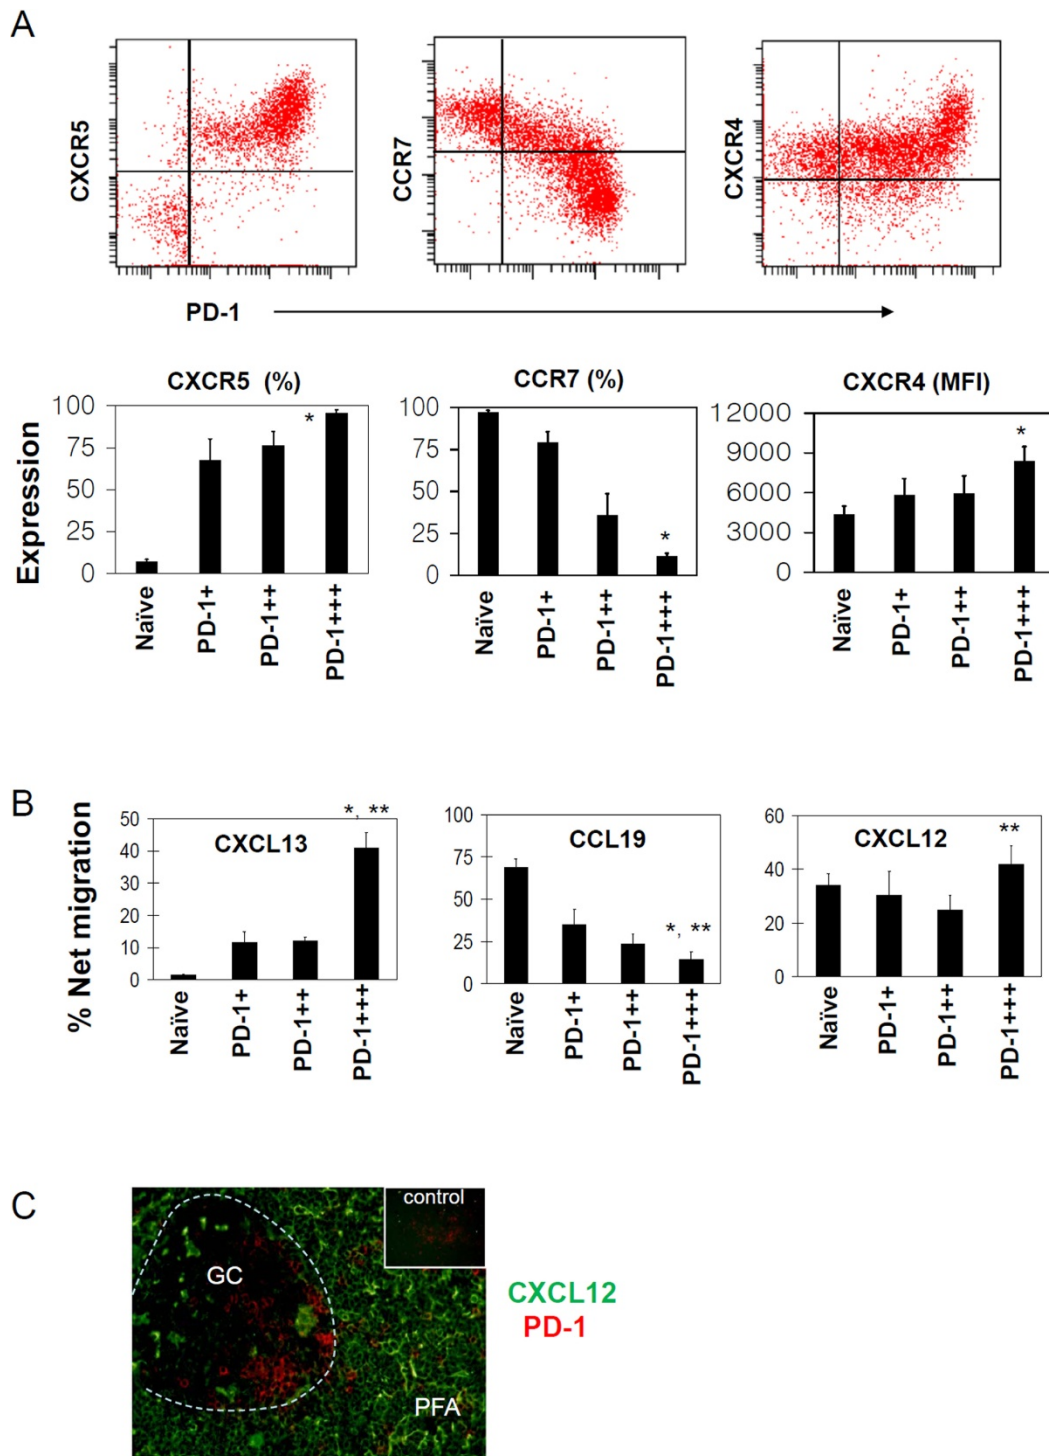 A
CXCR5
CCR7
CXCR4
PD-1
CXCR5 (%)
CCR7 (%)
CXCR4 (MFI)
Expression
100
75
50
25
0
*
Naïve
PD-1+
PD-1++
PD-1+++
100
75
50
25
0
*
Naïve
PD-1+
PD-1++
PD-1+++
12000
9000
6000
3000
0
*
Naïve
PD-1+
PD-1++
PD-1+++
B
% Net migration
CXCL13
50
40
30
20
10
0
*, **
Naïve
PD-1+
PD-1++
PD-1+++
CCL19
100
75
50
25
0
*, **
Naïve
PD-1+
PD-1++
PD-1+++
CXCL12
60
40
20
0
**
Naïve
PD-1+
PD-1++
PD-1+++
C
control
GC
PFA
CXCL12
PD-1